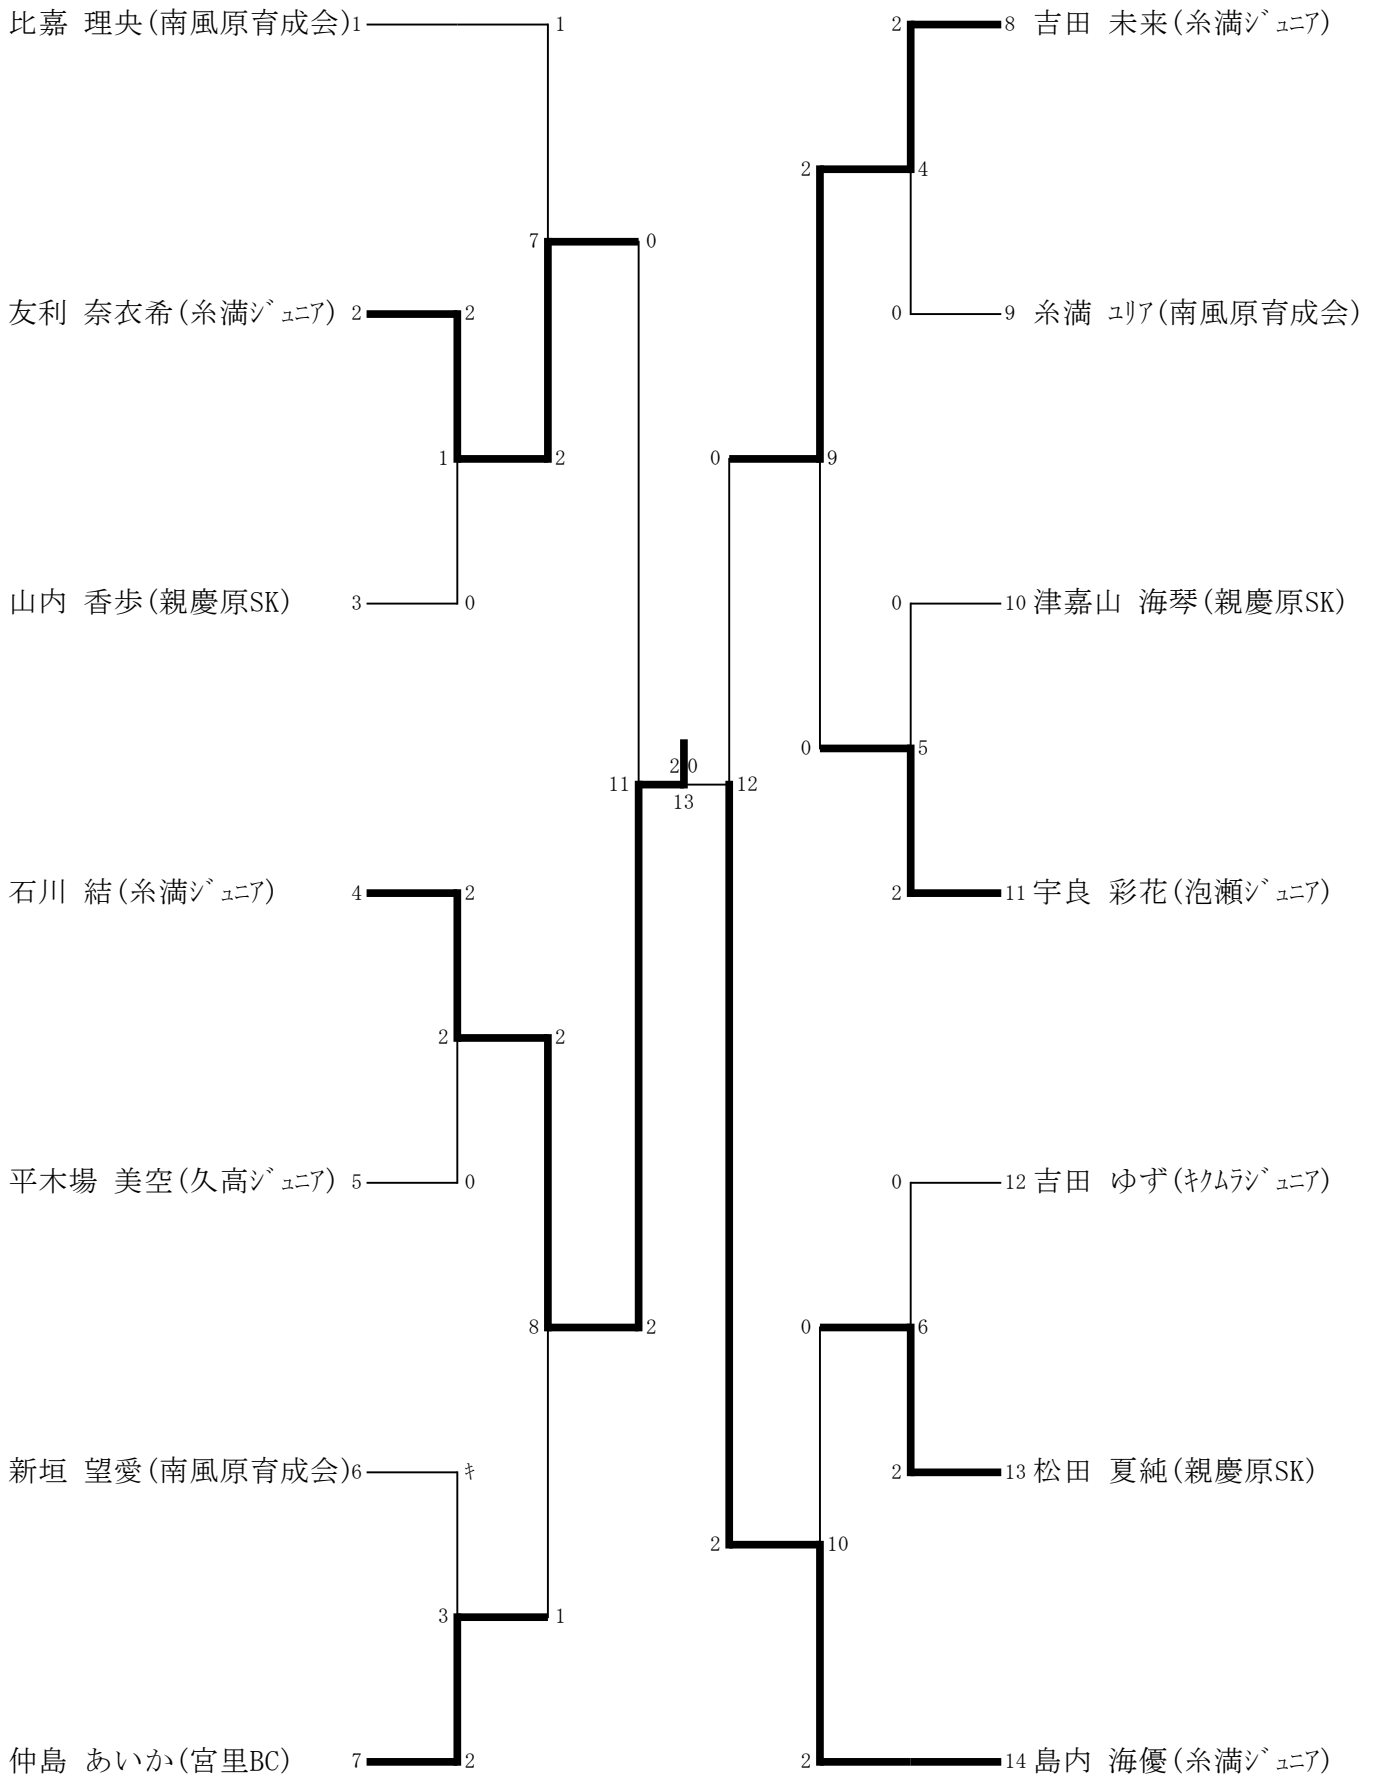 比嘉 理央(南風原育成会)1 1
2 8 吉田 未来(糸満ｼﾞｭﾆｱ)
2 4
7 0
友利 奈衣希(糸満ｼﾞｭﾆｱ) 2 2
0 9 糸満 ﾕﾘｱ(南風原育成会)
1 2
0 9
山内 香歩(親慶原SK) 3 0
0 10 津嘉山 海琴(親慶原SK)
0 5
2 0
11 12
13
石川 結(糸満ｼﾞｭﾆｱ) 4 2
2 11 宇良 彩花(泡瀬ｼﾞｭﾆｱ)
2 2
平木場 美空(久高ｼﾞｭﾆｱ) 5 0
0 12 吉田 ゆず(ｷｸﾑﾗｼﾞｭﾆｱ)
8 2
0 6
新垣 望愛(南風原育成会)6 ｷ
2 13 松田 夏純(親慶原SK)
2 10
3 1
仲島 あいか(宮里BC) 7 2
2 14 島内 海優(糸満ｼﾞｭﾆｱ)